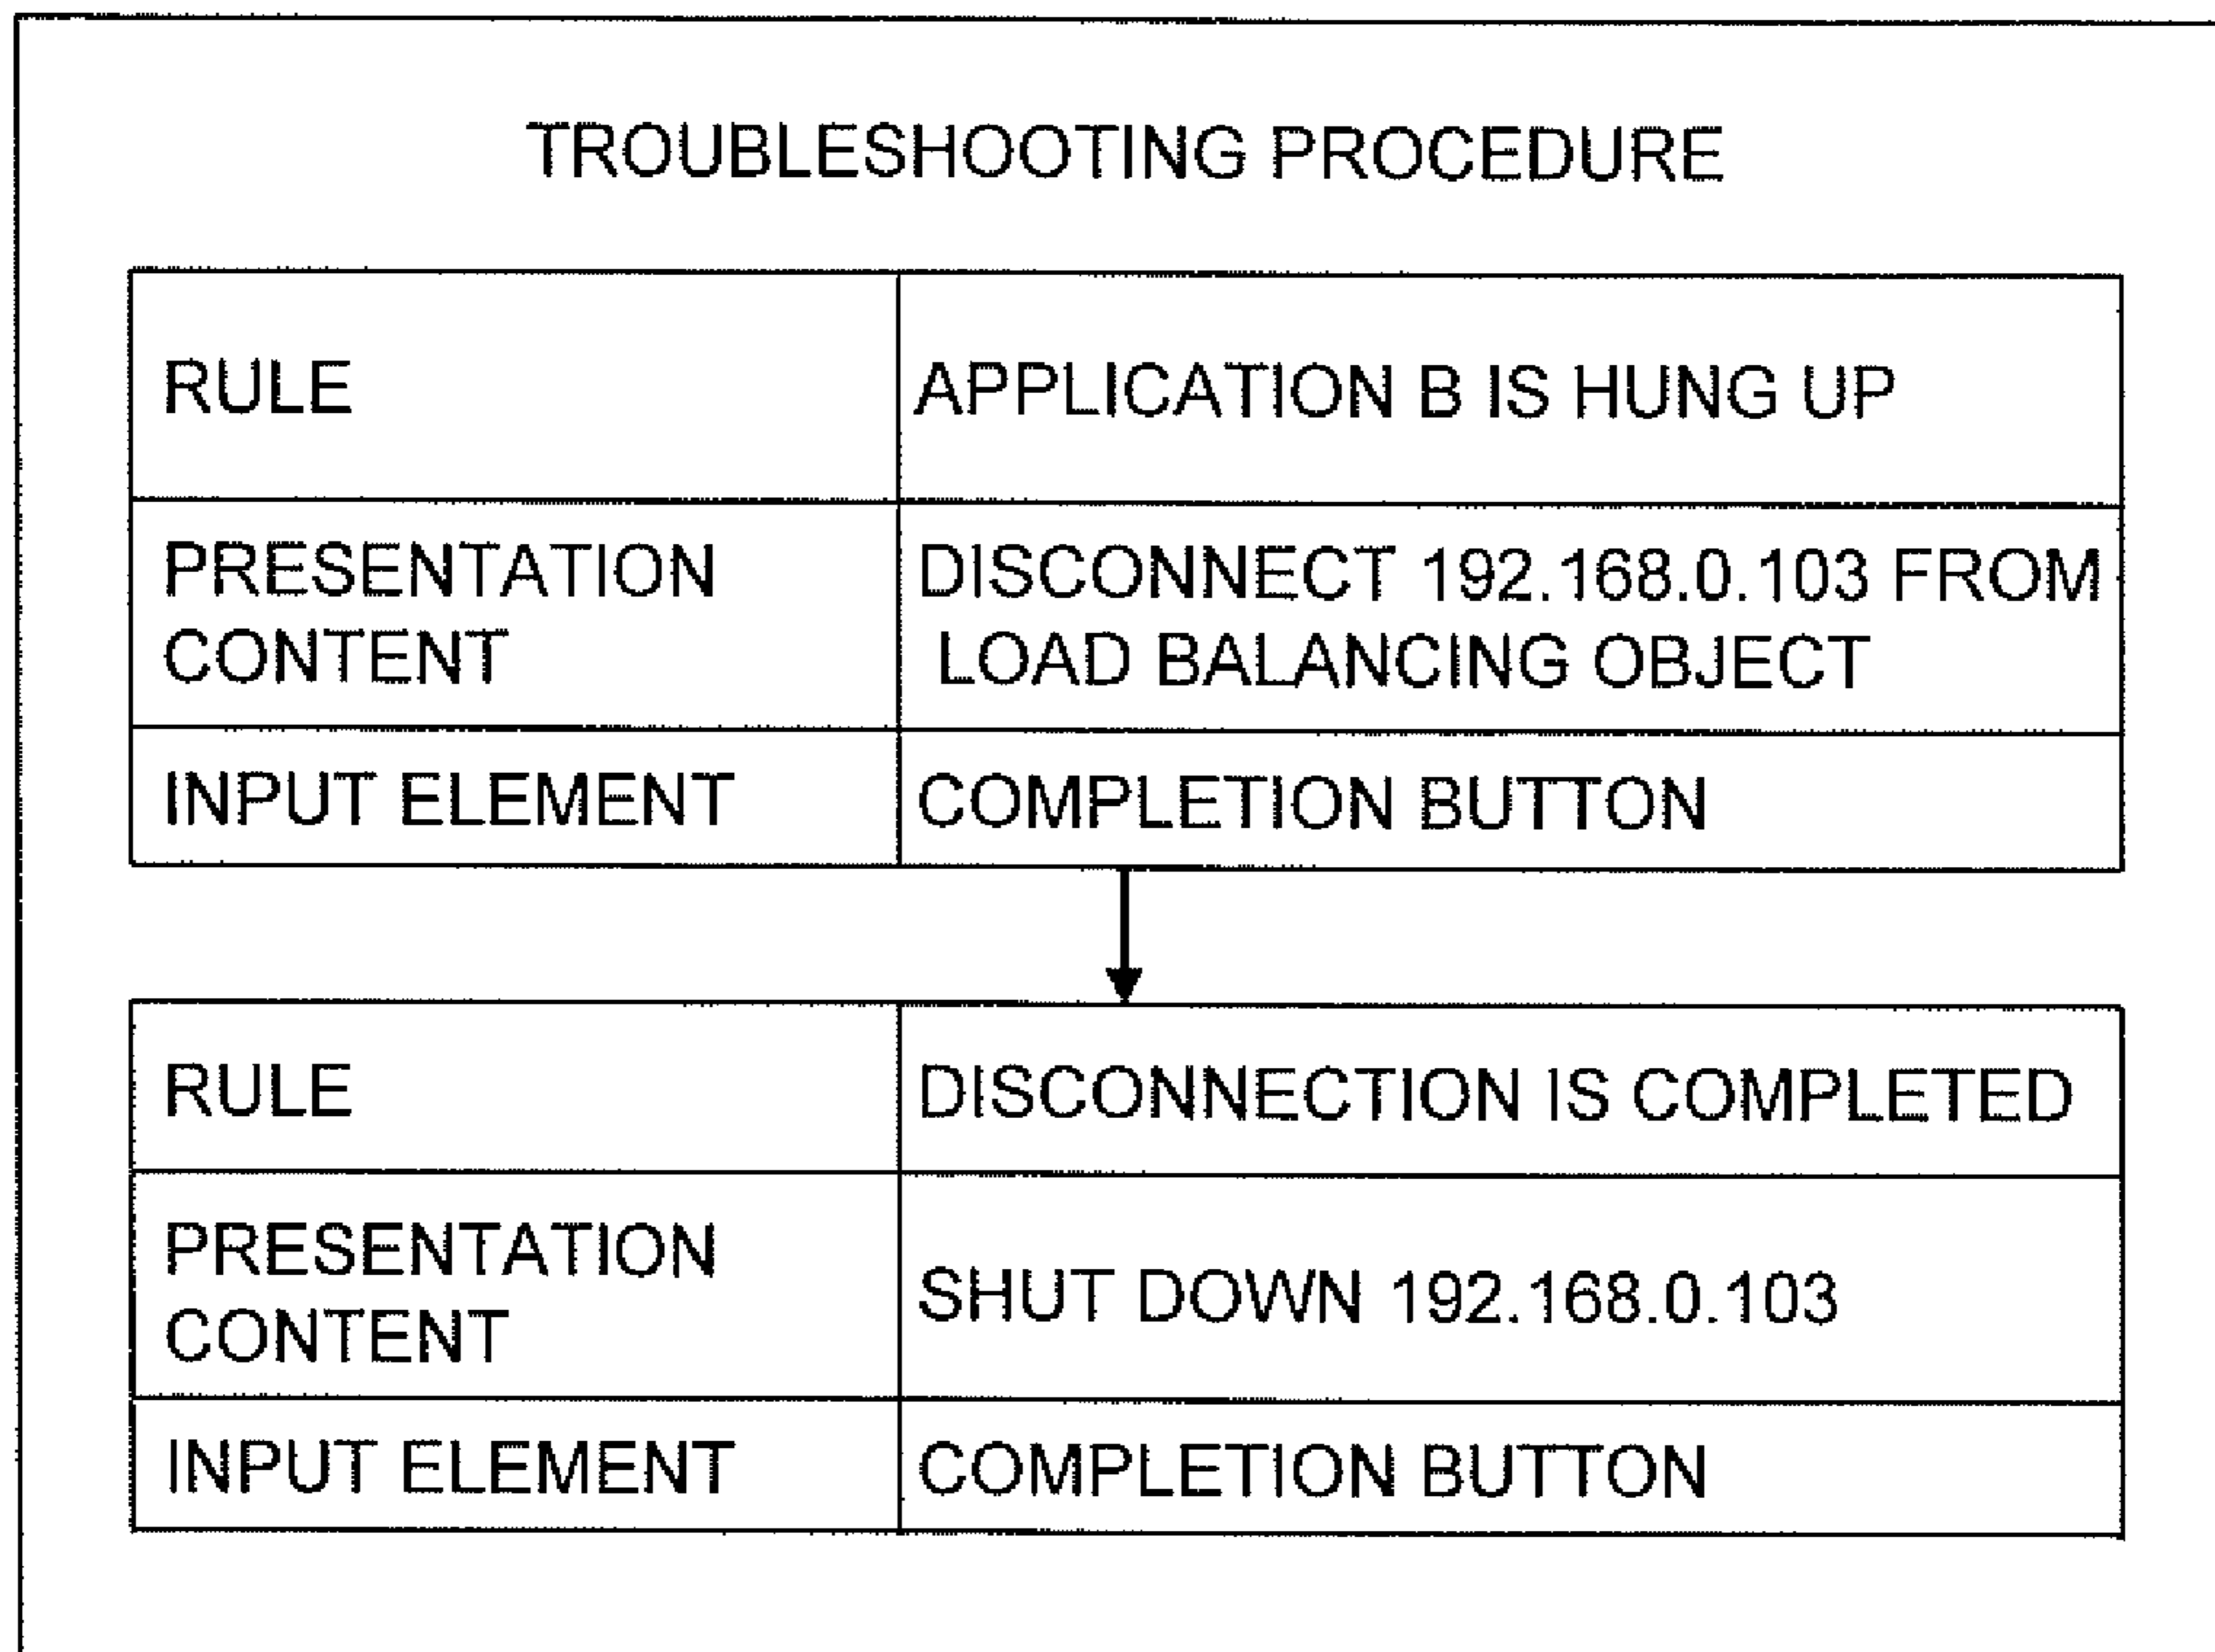 TROUBLESHOOTING PROCEDURE
RULE
APPLICATION B IS HUNG UP
PRESENTATION
CONTENT
DISCONNECT 192.168.0.103 FROM
LOAD BALANCING OBJECT
INPUT ELEMENT
COMPLETION BUTTON
RULE
DISCONNECTION IS COMPLETED
PRESENTATION
CONTENT
SHUT DOWN 192.168.0.103
INPUT ELEMENT
COMPLETION BUTTON